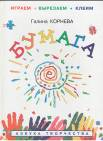 ИГРАЕМ • ВЫРЕЗАЕМ • КЛЕИМ
Галина КОРНЕВА
БУМАГА
АЗБУКА ТВОРЧЕСТВА